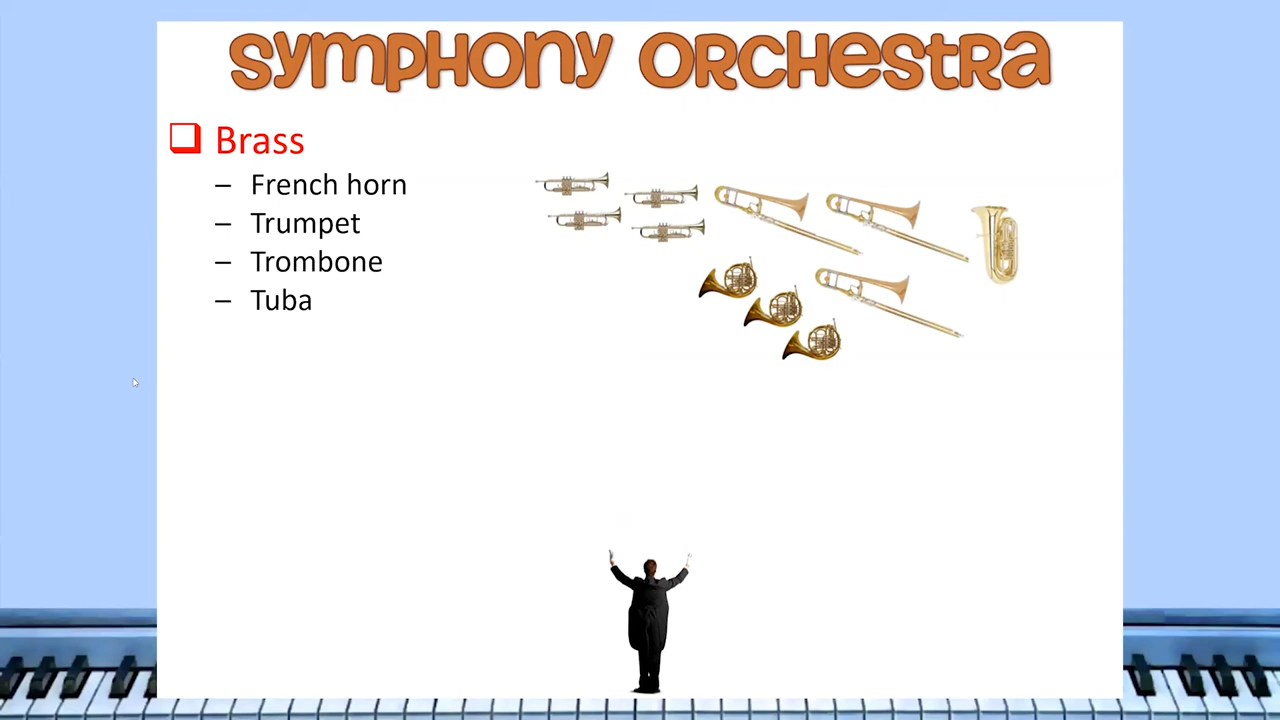 Symphony Orchestra
Brass
– French horn
– Trumpet
– Trombone
– Tuba